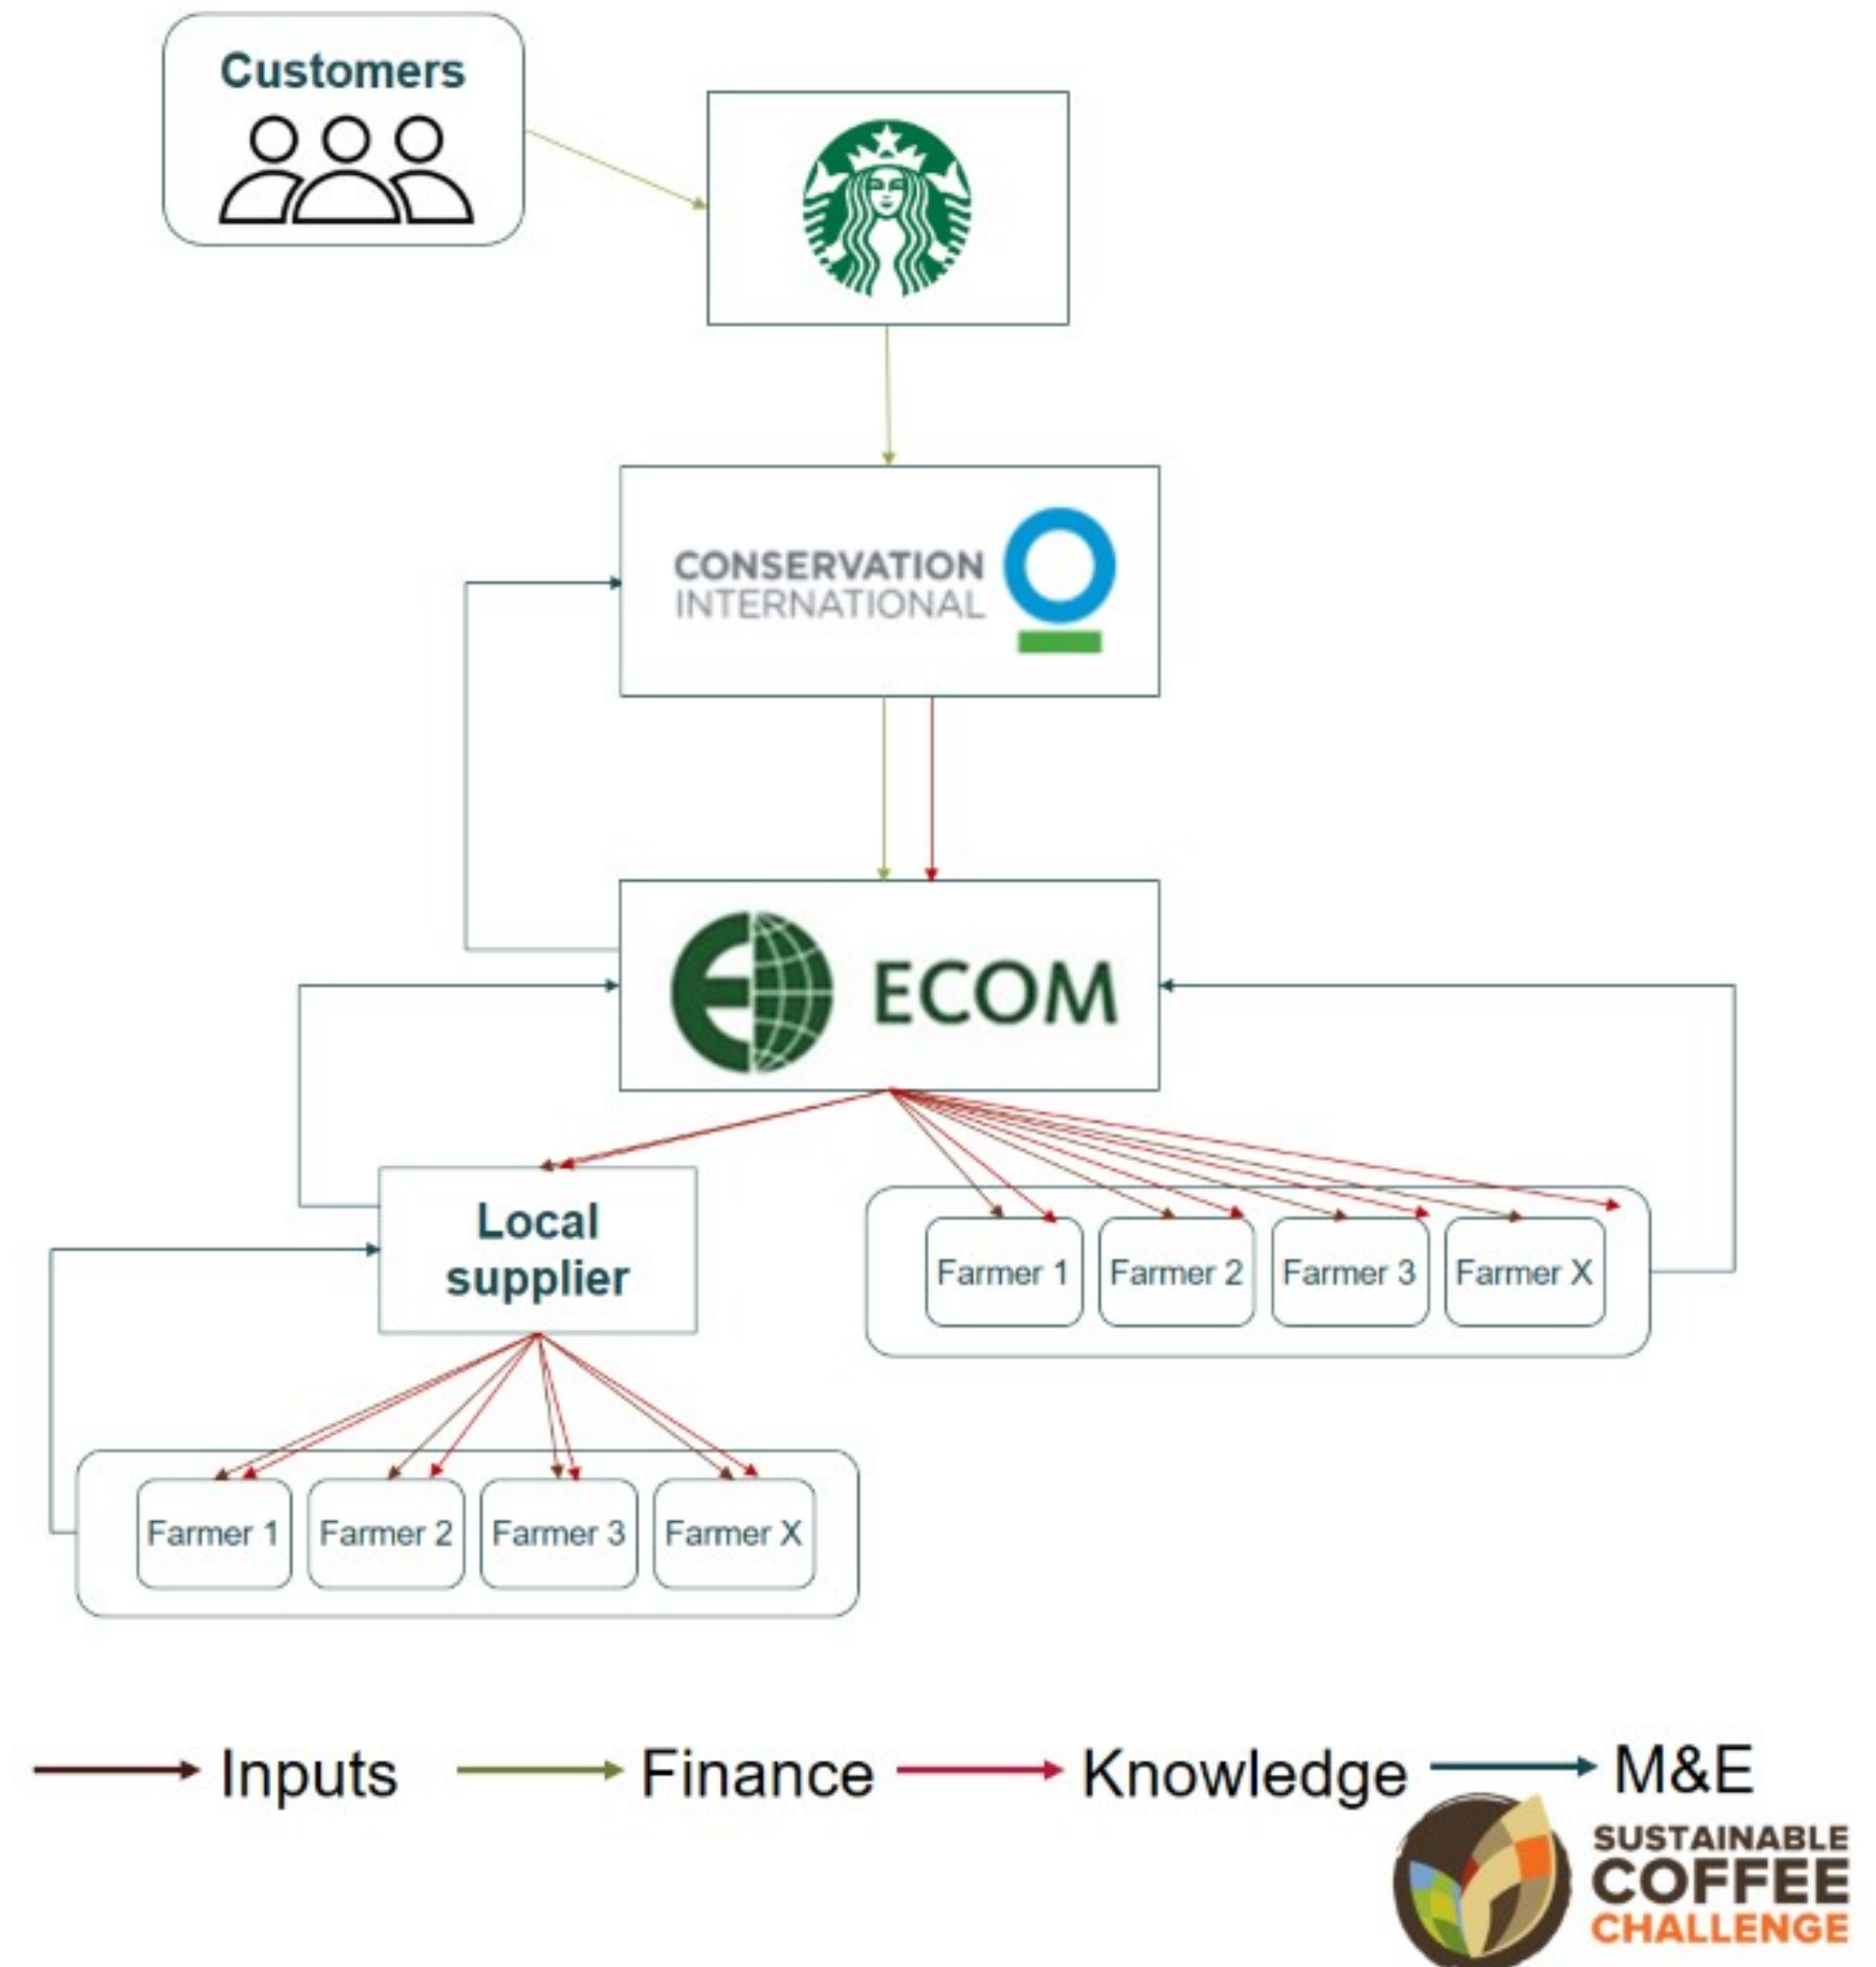 Customers
CONSERVATION
INTERNATIONAL
ECOM
Local
supplier
Farmer 1
Farmer 2
Farmer 3
Farmer X
Farmer 1
Farmer 2
Farmer 3
Farmer X
Inputs
Finance
Knowledge
M&E
SUSTAINABLE
COFFEE
CHALLENGE